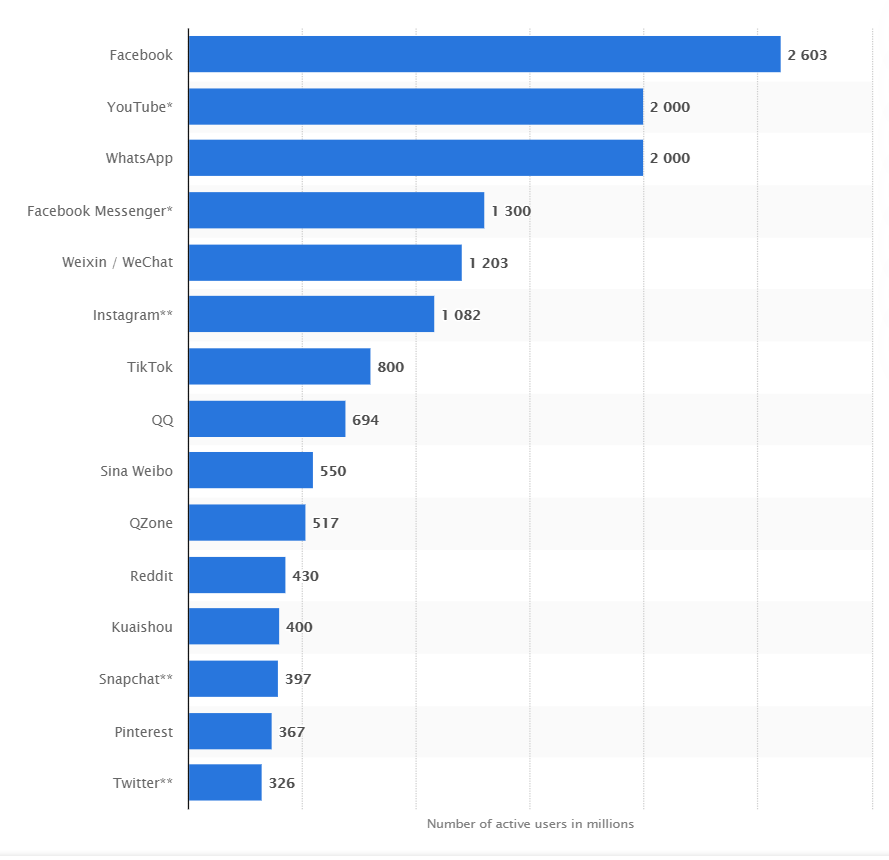 Facebook 2 603
YouTube* 2 000
WhatsApp 2 000
Facebook Messenger* 1 300
Weixin / WeChat 1 203
Instagram** 1 082
TikTok 800
QQ 694
Sina Weibo 550
QZone 517
Reddit 430
Kuaishou 400
Snapchat** 397
Pinterest 367
Twitter** 326
Number of active users in millions